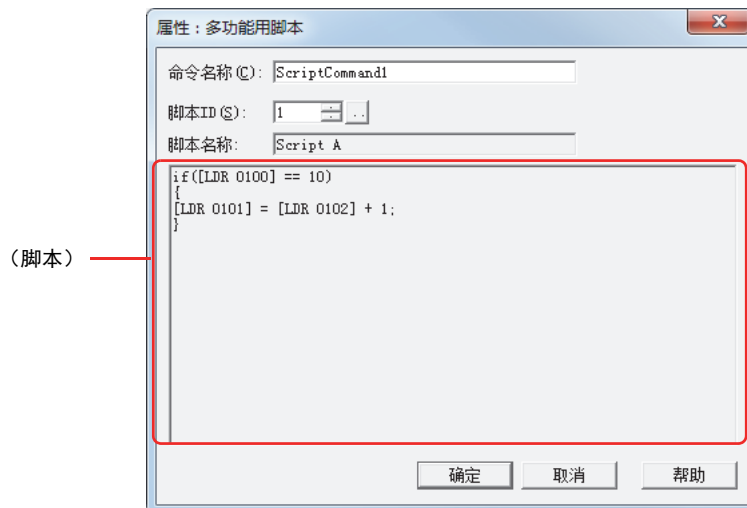 属性：多功能用脚本
命令名称(C)： ScriptCommand1
脚本ID(S)： 1 ..
脚本名称： Script A
if([LDR 0100] == 10)
{
[LDR 0101] = [LDR 0102] + 1;
}
（脚本）
确定 取消 帮助